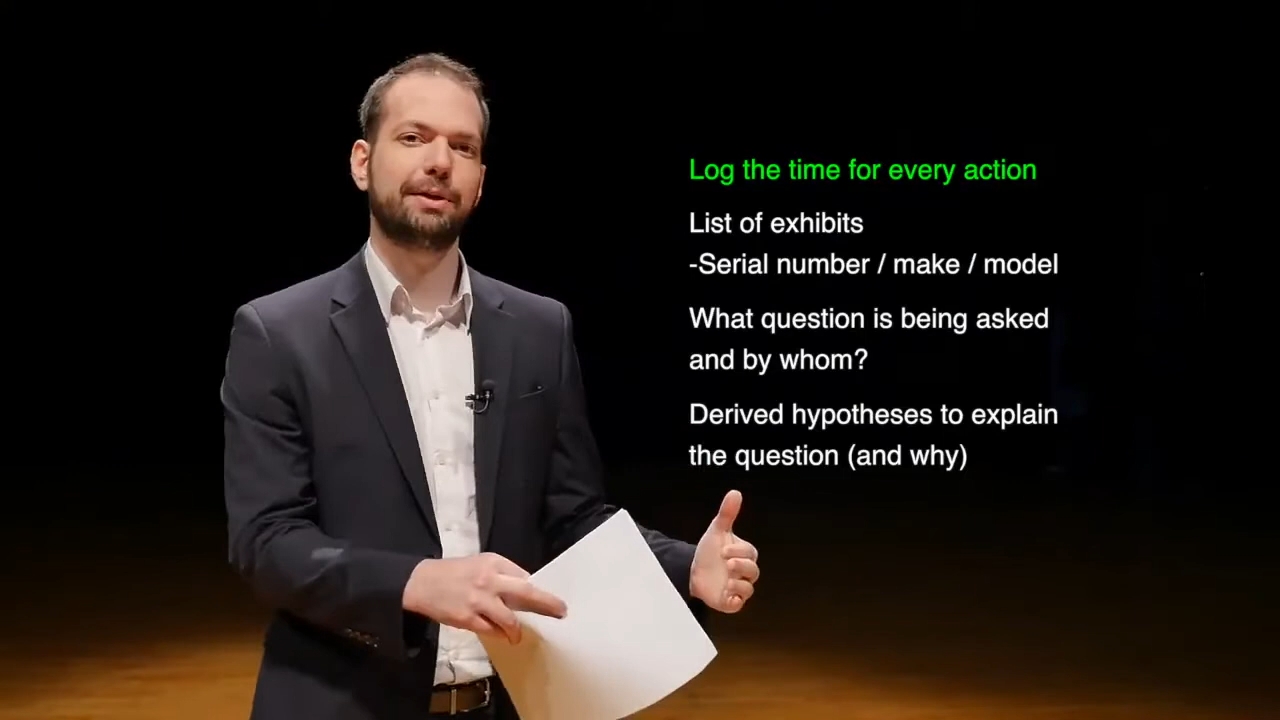 Log the time for every action
List of exhibits
-Serial number / make / model
What question is being asked
and by whom?
Derived hypotheses to explain
the question (and why)